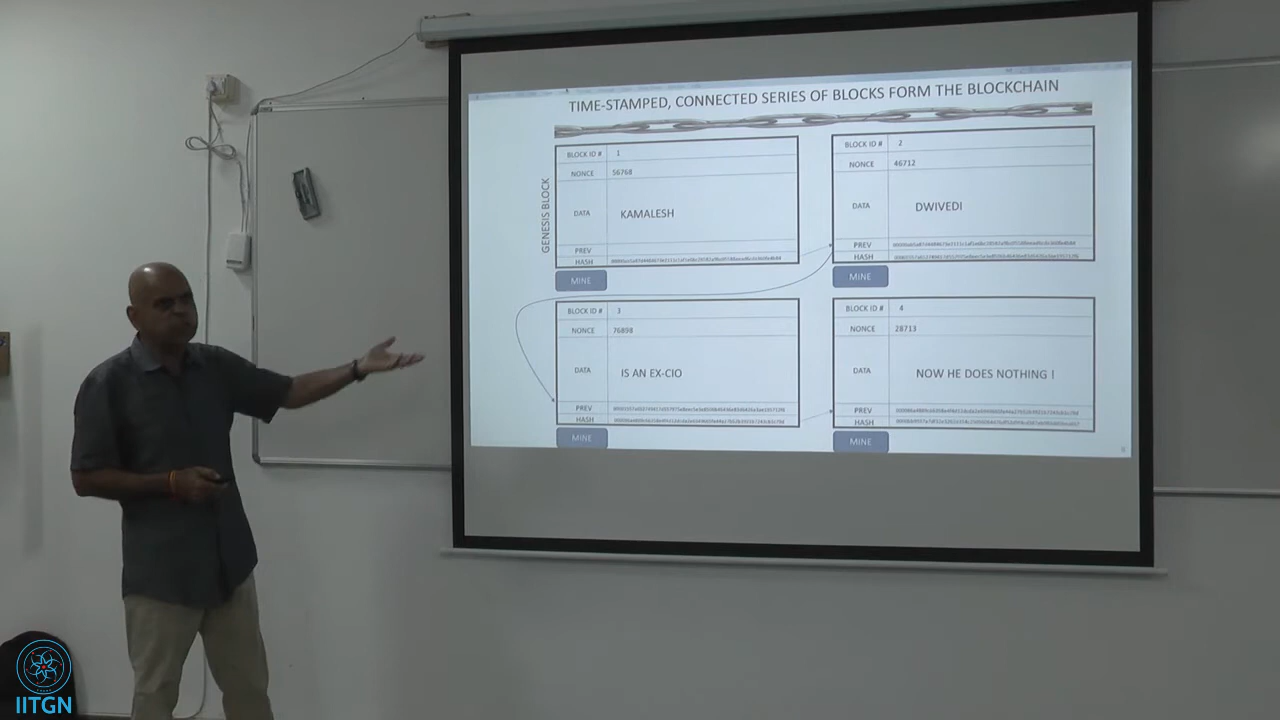 TIME-STAMPED, CONNECTED SERIES OF BLOCKS FORM THE BLOCKCHAIN
GENESIS BLOCK
BLOCK ID # 1
NONCE 56768
DATA KAMALESH
PREV
HASH
MINE
BLOCK ID # 2
NONCE 46712
DATA DWIVEDI
PREV
HASH
MINE
BLOCK ID # 3
NONCE 76898
DATA IS AN EX-CIO
PREV
HASH
MINE
BLOCK ID # 4
NONCE 28713
DATA NOW HE DOES NOTHING !
PREV
HASH
MINE
IITGN